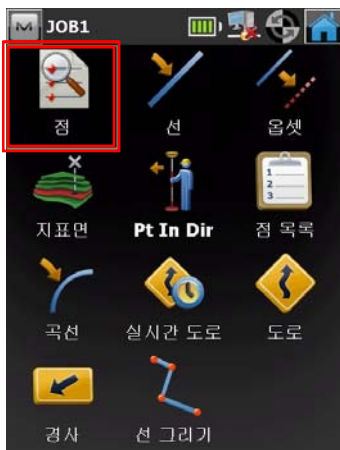 JOB1
점
선
옵셋
지표면
Pt In Dir
점 목록
곡선
실시간 도로
도로
경사
선 그리기